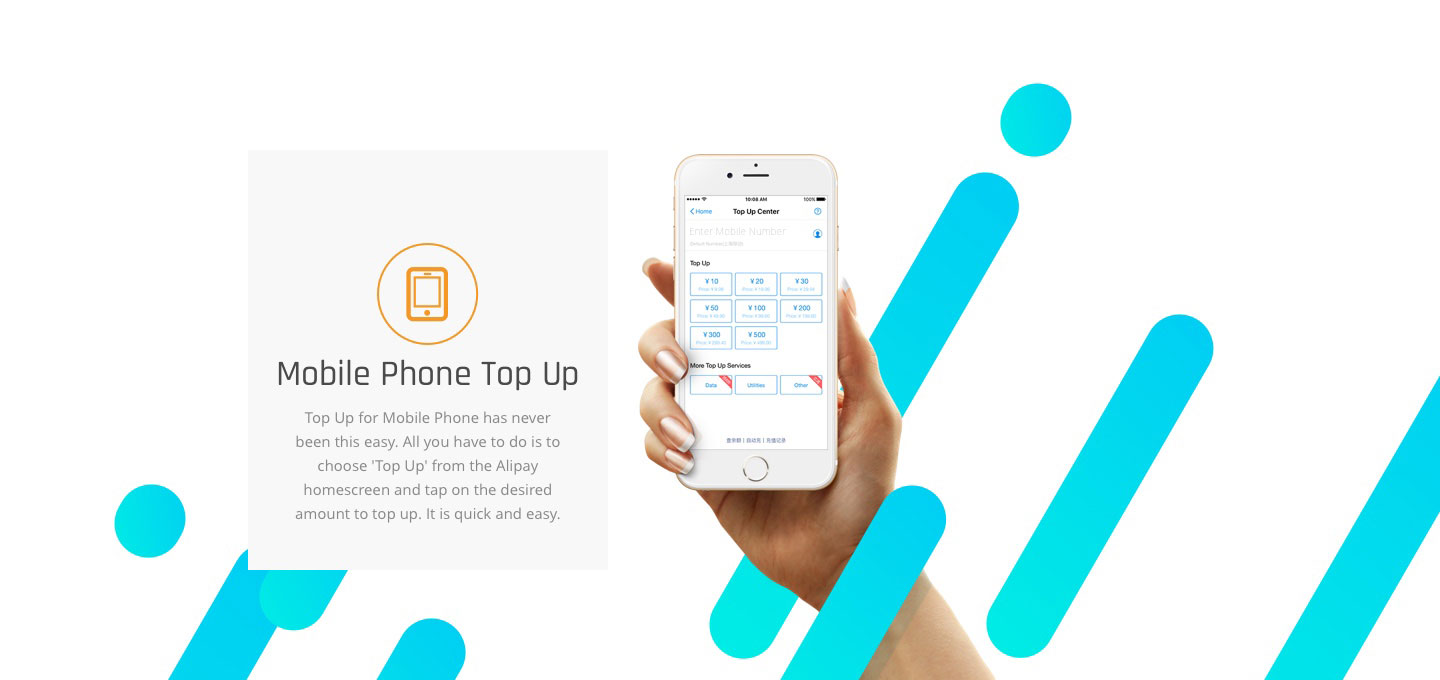 Mobile Phone Top Up
Top Up for Mobile Phone has never
been this easy. All you have to do is to
choose 'Top Up' from the Alipay
homescreen and tap on the desired
amount to top up. It is quick and easy.
10:08 AM 100%
Home Top Up Center
Enter Mobile Number
Top Up
¥ 10 ¥ 20 ¥ 30
¥ 50 ¥ 100 ¥ 200
¥ 300 ¥ 500
More Top Up Services
Data Utilities Other